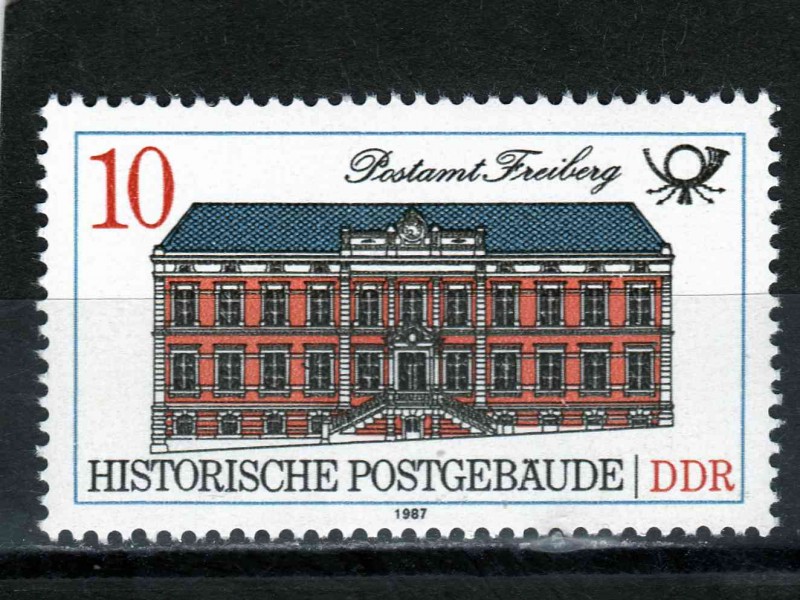 10
Postamt Freiberg
HISTORISCHE POSTGEBÄUDE | DDR
1987